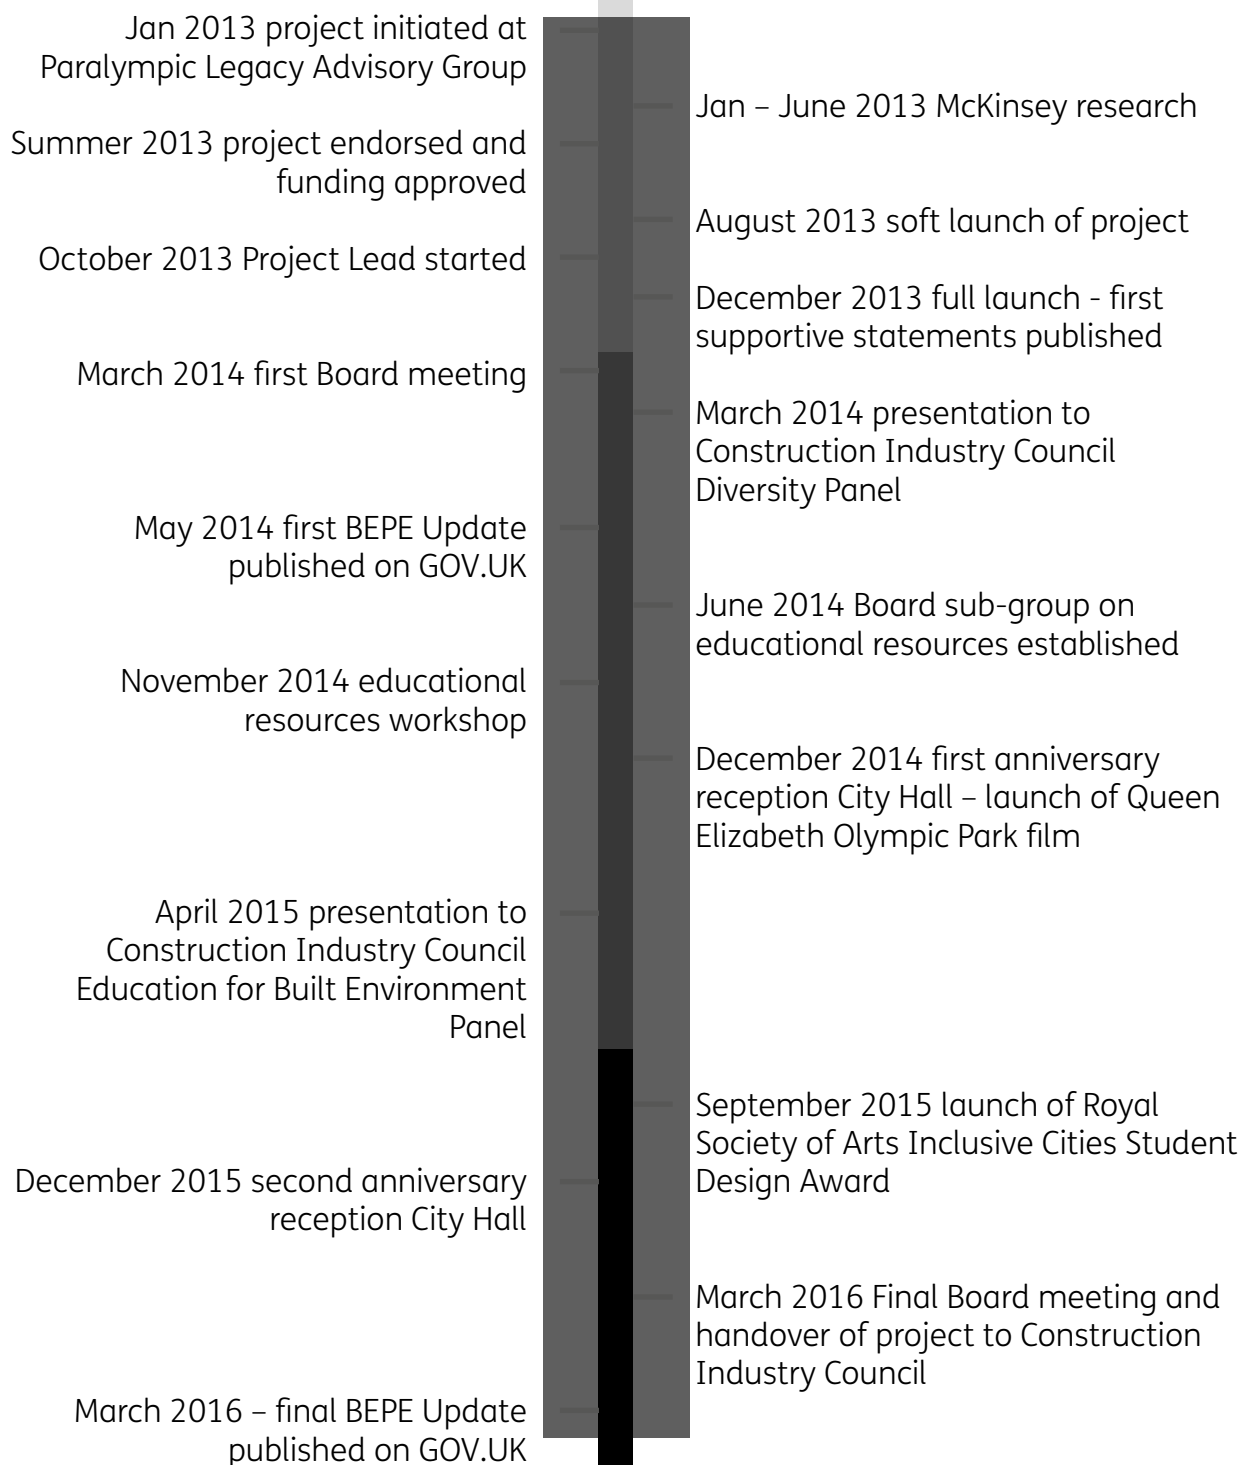 Jan 2013 project initiated at
Paralympic Legacy Advisory Group
Jan – June 2013 McKinsey research
Summer 2013 project endorsed and
funding approved
August 2013 soft launch of project
October 2013 Project Lead started
December 2013 full launch - first
supportive statements published
March 2014 first Board meeting
March 2014 presentation to
Construction Industry Council
Diversity Panel
May 2014 first BEPE Update
published on GOV.UK
June 2014 Board sub-group on
educational resources established
November 2014 educational
resources workshop
December 2014 first anniversary
reception City Hall – launch of Queen
Elizabeth Olympic Park film
April 2015 presentation to
Construction Industry Council
Education for Built Environment
Panel
September 2015 launch of Royal
Society of Arts Inclusive Cities Student
Design Award
December 2015 second anniversary
reception City Hall
March 2016 Final Board meeting and
handover of project to Construction
Industry Council
March 2016 – final BEPE Update
published on GOV.UK